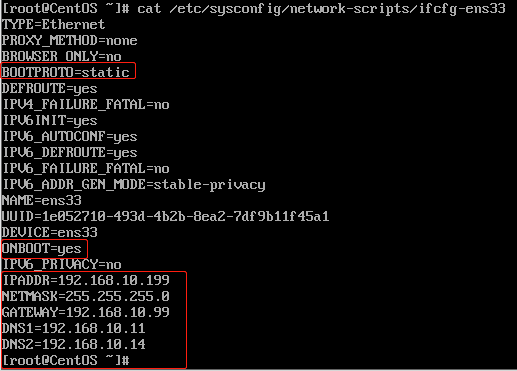 [root@CentOS ~]# cat /etc/sysconfig/network-scripts/ifcfg-ens33
TYPE=Ethernet
PROXY_METHOD=none
BROWSER_ONLY=no
BOOTPROTO=static
DEFROUTE=yes
IPV4_FAILURE_FATAL=no
IPV6INIT=yes
IPV6_AUTOCONF=yes
IPV6_DEFROUTE=yes
IPV6_FAILURE_FATAL=no
IPV6_ADDR_GEN_MODE=stable-privacy
NAME=ens33
UUID=1e052710-493d-4b2b-8ea2-7df9b11f45a1
DEVICE=ens33
ONBOOT=yes
IPV6_PRIVACY=no
IPADDR=192.168.10.199
NETMASK=255.255.255.0
GATEWAY=192.168.10.99
DNS1=192.168.10.11
DNS2=192.168.10.14
[root@CentOS ~]#